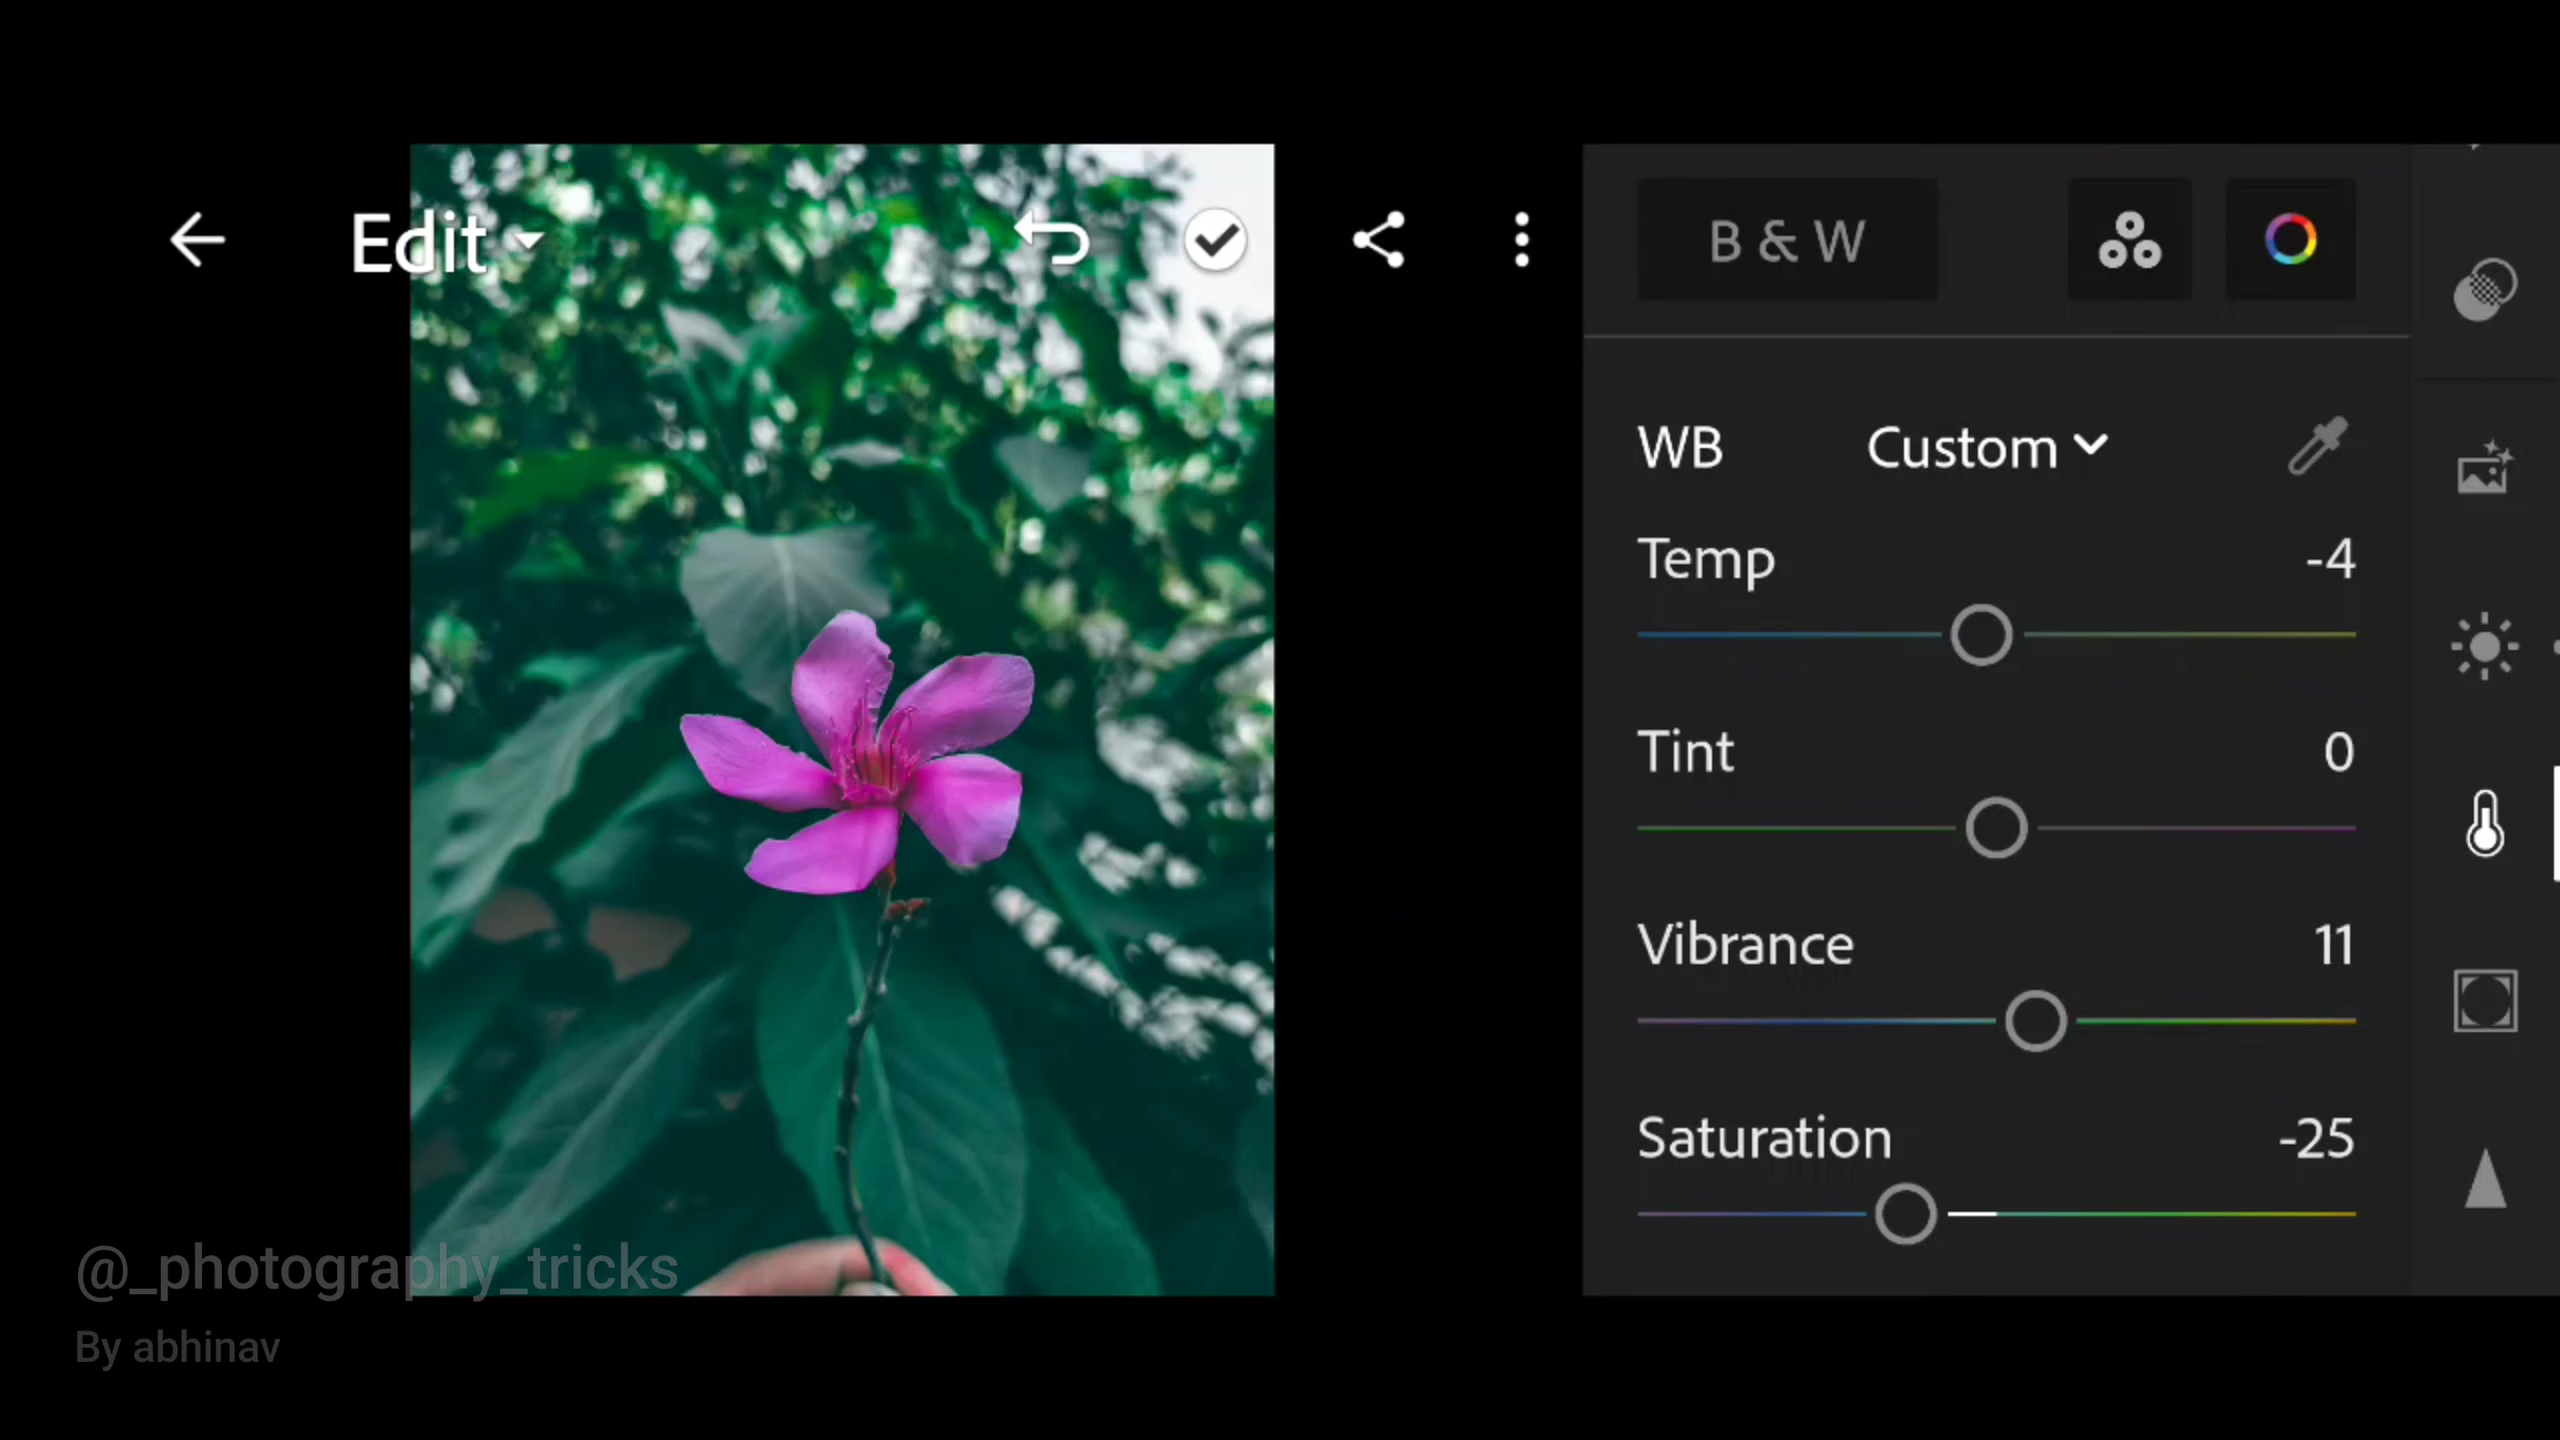 Edit
B & W
WB Custom
Temp -4
Tint 0
Vibrance 11
Saturation -25
@_photography_tricks
By abhinav